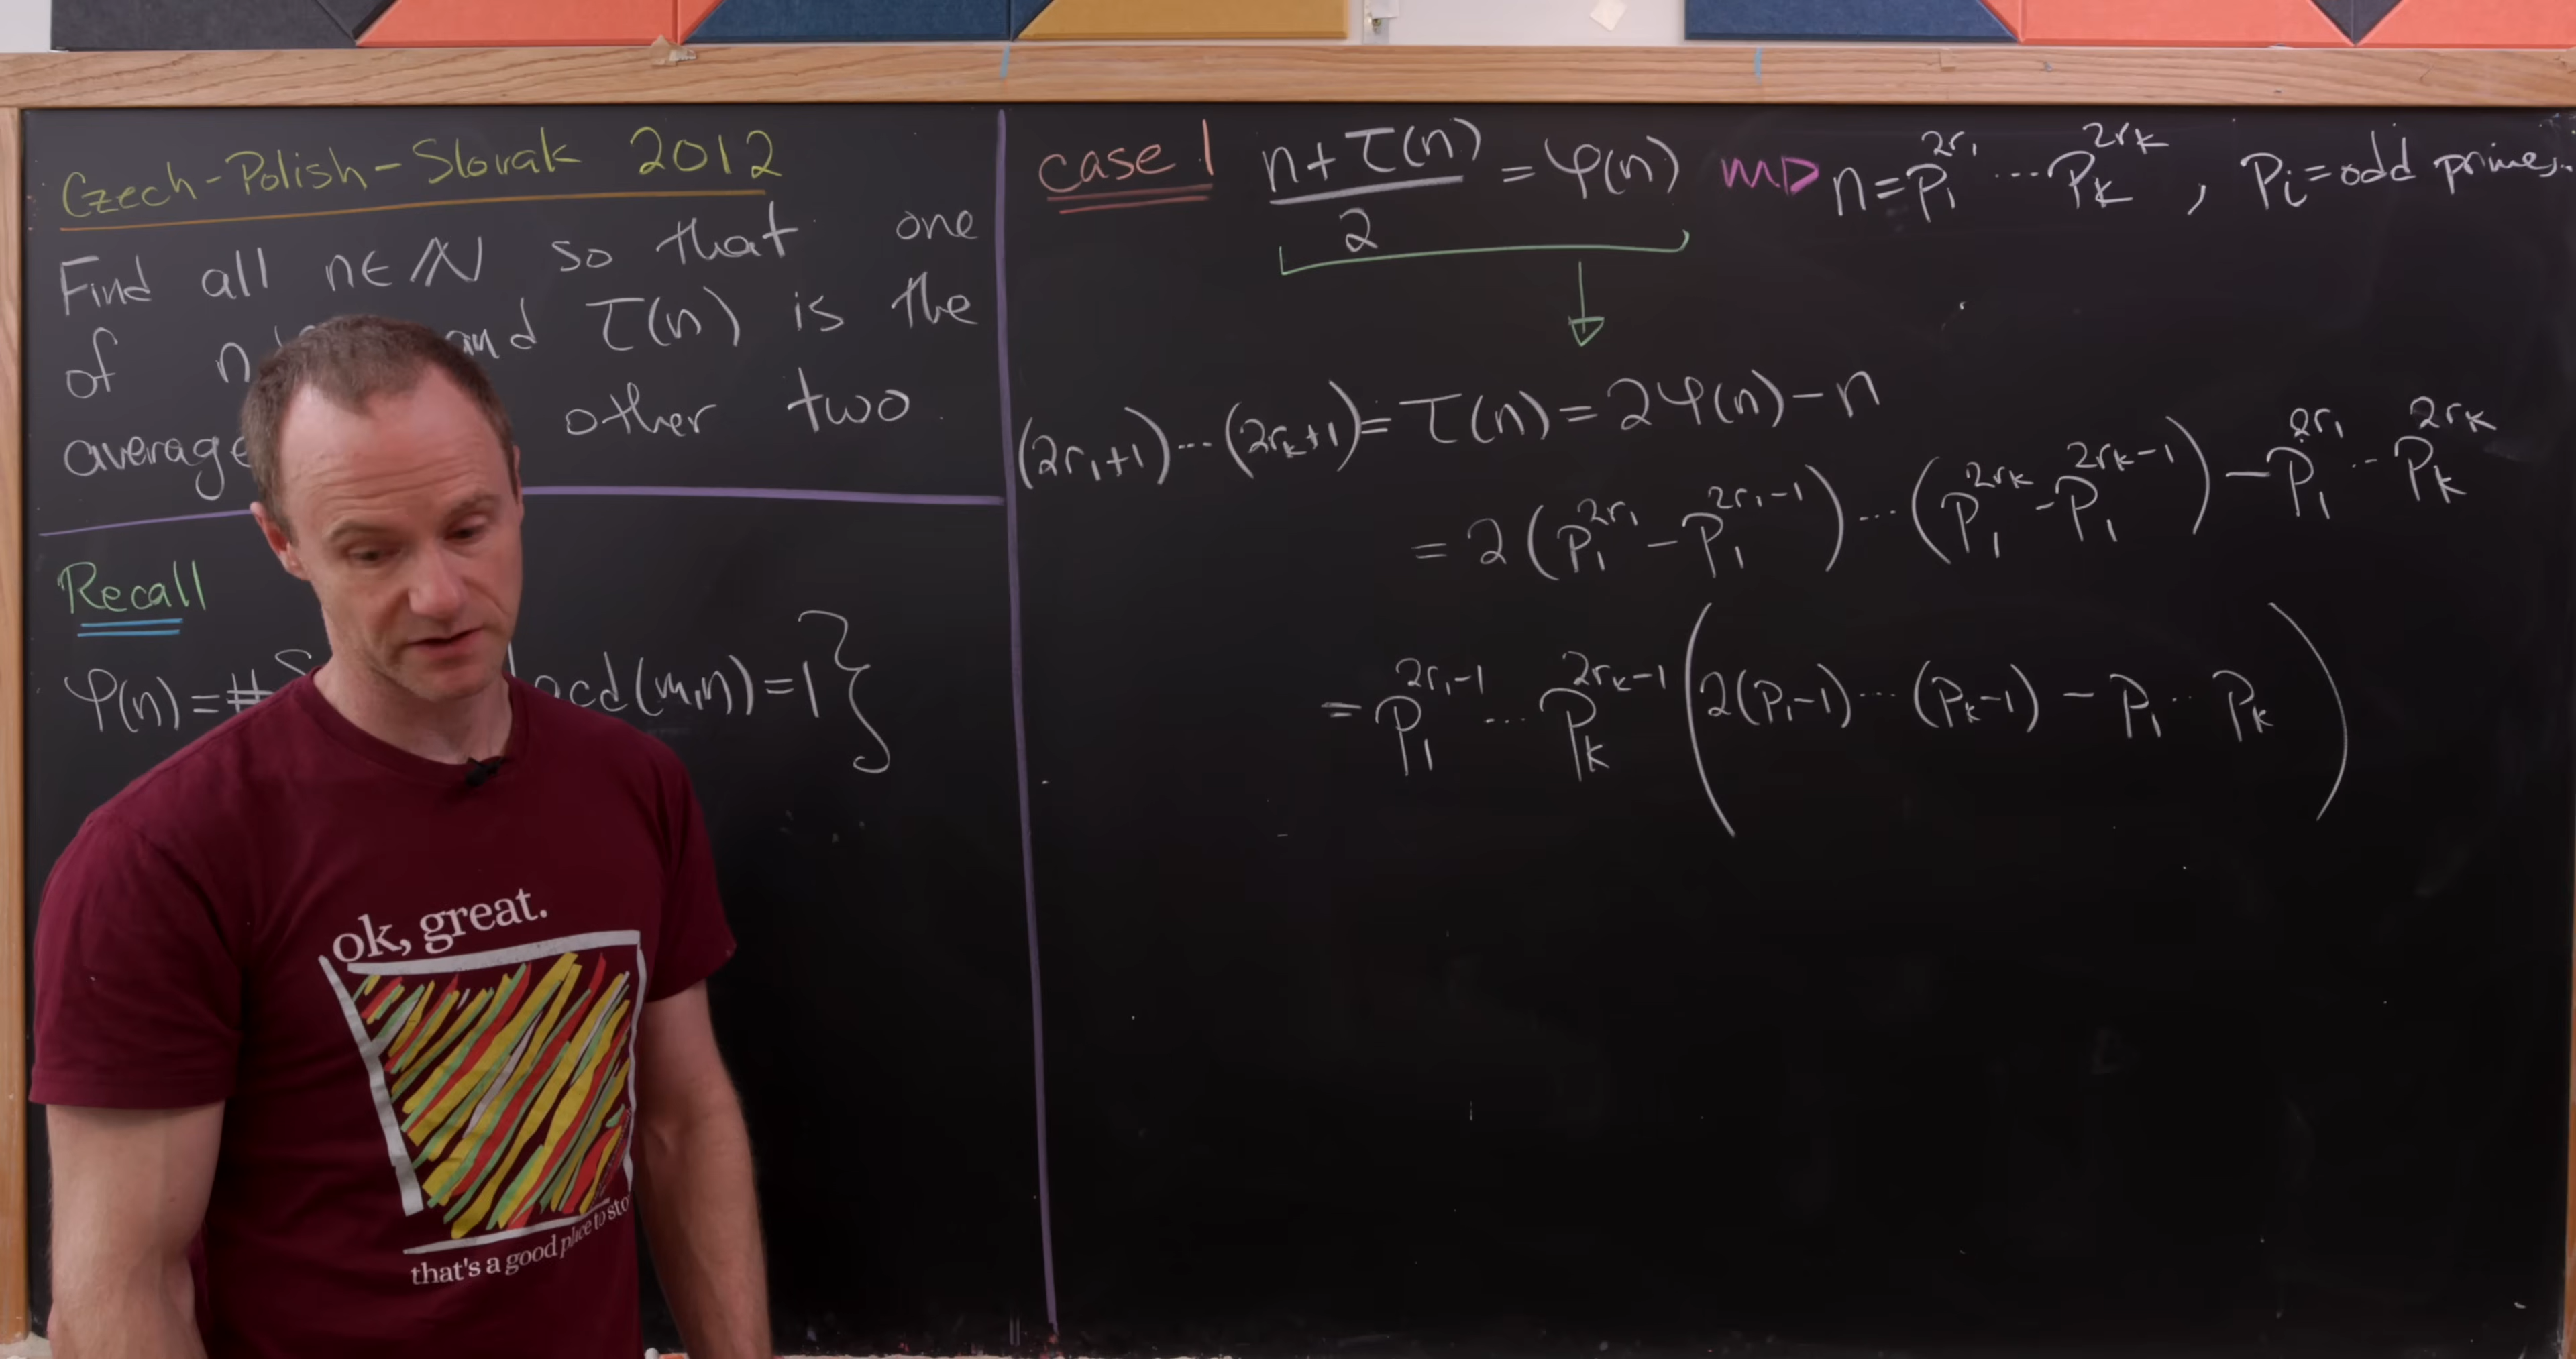 Czech-Polish-Slovak 2012
Find all n∈ℕ so that one
of n and τ(n) is the
average other two.
Recall
φ(n) = # gcd(m,n)=1}
case 1 (n+τ(n))/2 = φ(n) ⇝ n=p₁^{2r₁}⋯p_k^{2r_k}, p_i=odd primes.
(2r₁+1)⋯(2r_k+1) = τ(n) = 2φ(n)-n
= 2(p₁^{2r₁} - p₁^{2r₁-1})⋯(p₁^{2r_k} - p₁^{2r_k-1}) - p₁^{2r₁}⋯p_k^{2r_k}
= p₁^{2r₁-1}⋯p_k^{2r_k-1}(2(p₁-1)⋯(p_k-1) - p₁⋯p_k)
ok, great.
that's a good place to sto